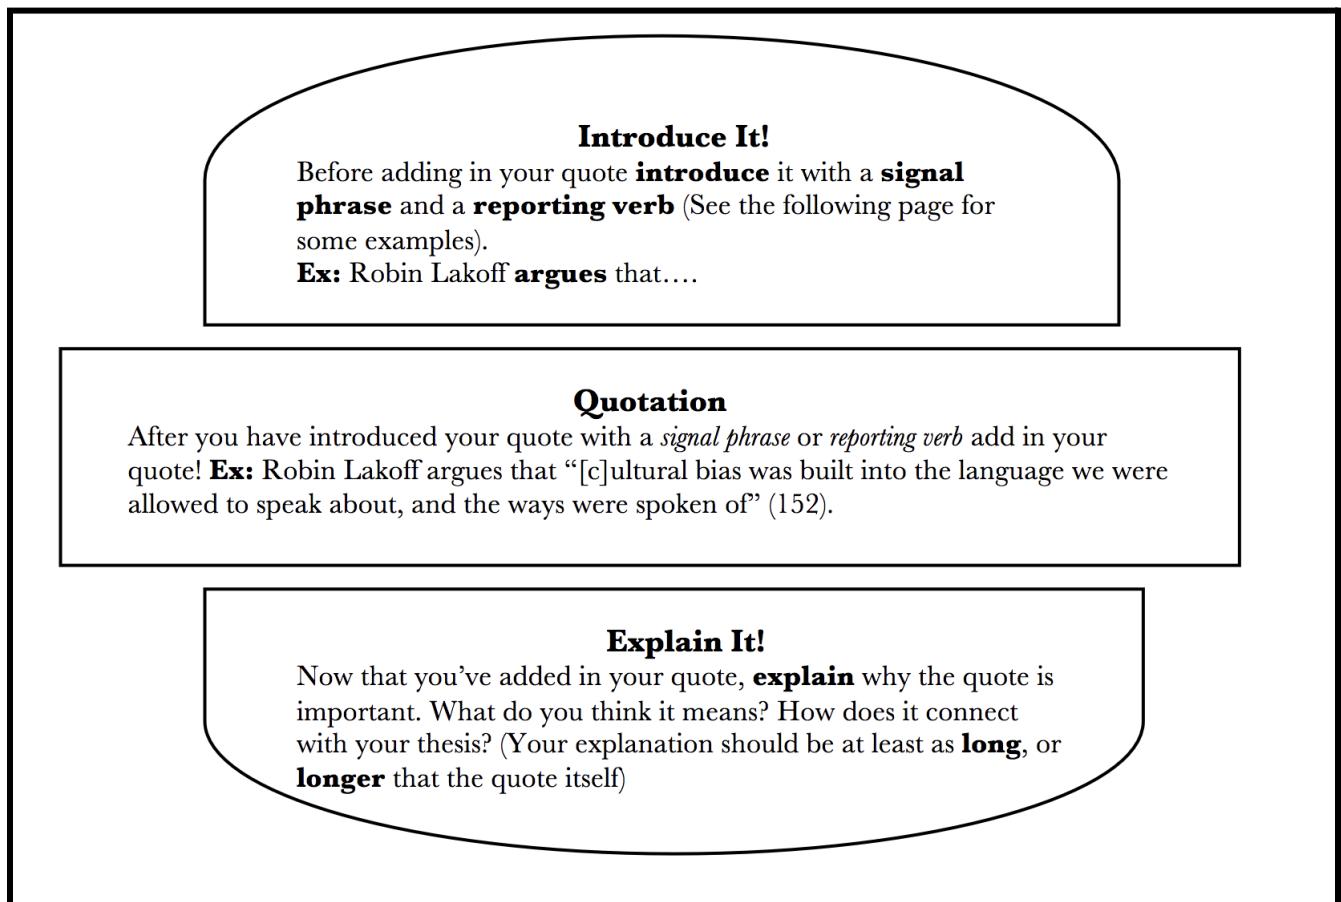 Introduce It!
Before adding in your quote introduce it with a signal
phrase and a reporting verb (See the following page for
some examples).
Ex: Robin Lakoff argues that….
Quotation
After you have introduced your quote with a signal phrase or reporting verb add in your
quote! Ex: Robin Lakoff argues that “[c]ultural bias was built into the language we were
allowed to speak about, and the ways were spoken of” (152).
Explain It!
Now that you’ve added in your quote, explain why the quote is
important. What do you think it means? How does it connect
with your thesis? (Your explanation should be at least as long, or
longer that the quote itself)